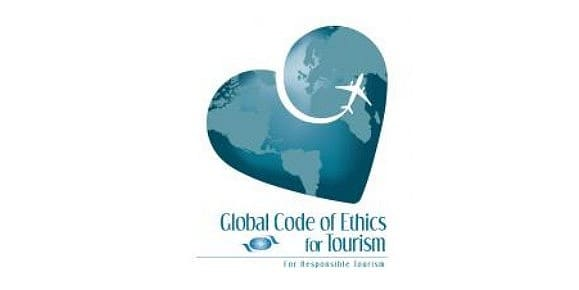 Global Code of Ethics
for Tourism
For Responsible Tourism